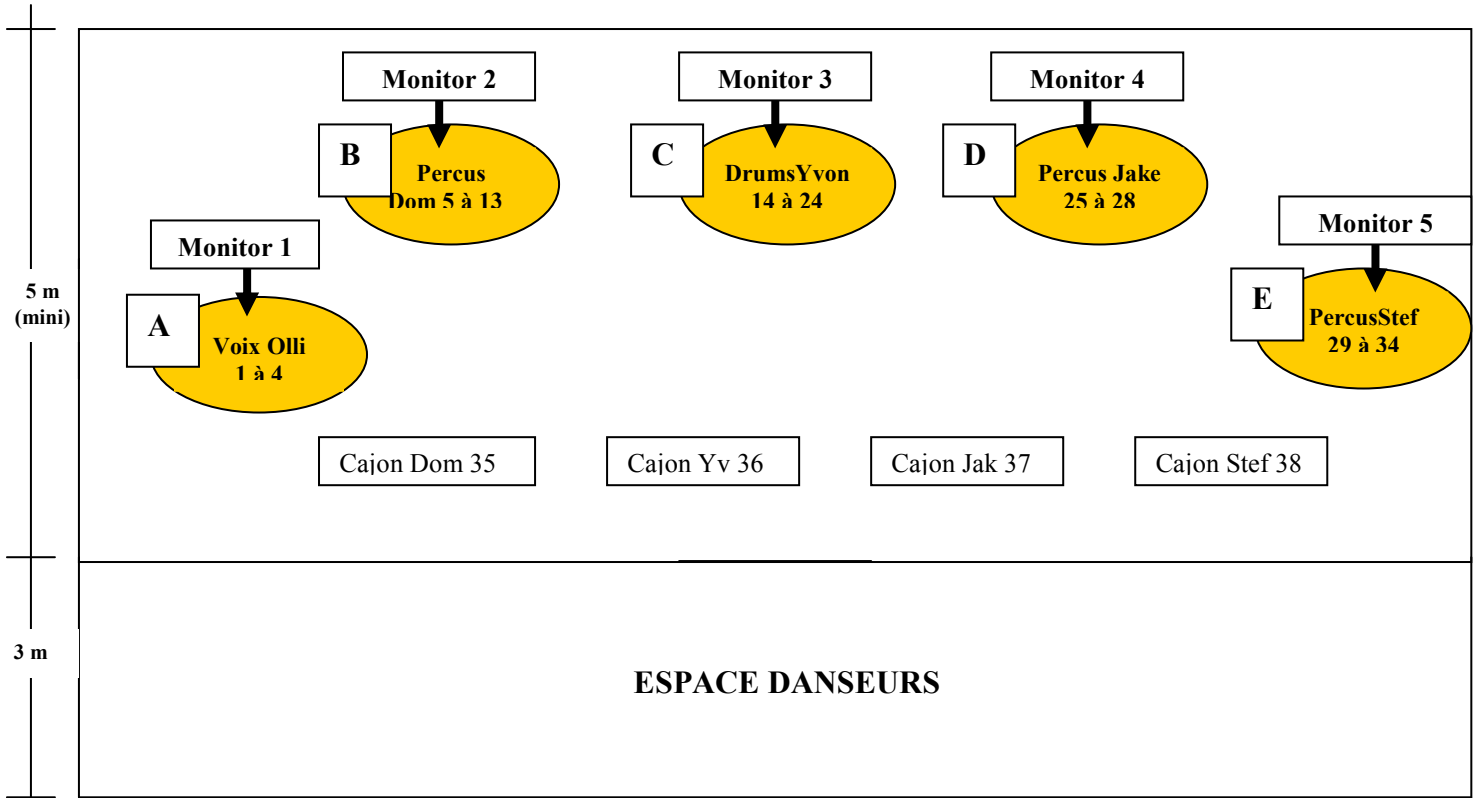 Monitor 2
Monitor 3
Monitor 4
B
C
D
Percus
Dom 5 à 13
DrumsYvon
14 à 24
Percus Jake
25 à 28
Monitor 1
Monitor 5
A
E
Voix Olli
1 à 4
PercusStef
29 à 34
5 m
(mini)
Cajon Dom 35
Cajon Yv 36
Cajon Jak 37
Cajon Stef 38
3 m
ESPACE DANSEURS